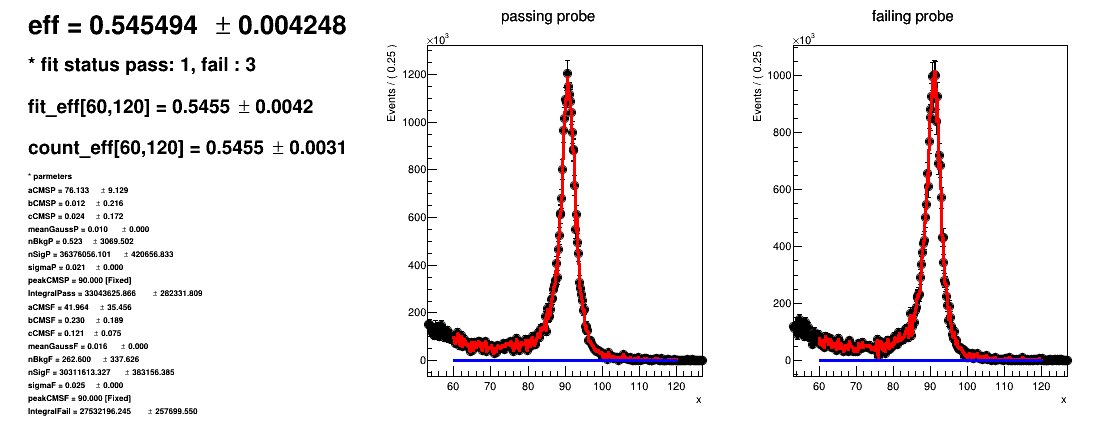 eff = 0.545494 ± 0.004248
* fit status pass: 1, fail : 3
fit_eff[60,120] = 0.5455 ± 0.0042
count_eff[60,120] = 0.5455 ± 0.0031
* parmeters
aCMSP = 76.133 ± 9.129
bCMSP = 0.012 ± 0.216
cCMSP = 0.024 ± 0.172
meanGaussP = 0.010 ± 0.000
nBkgP = 0.523 ± 3069.502
nSigP = 36376056.101 ± 420656.833
sigmaP = 0.021 ± 0.000
peakCMSP = 90.000 [Fixed]
IntegralPass = 33043625.866 ± 262331.809
aCMSF = 41.964 ± 35.456
bCMSF = 0.230 ± 0.189
cCMSF = 0.121 ± 0.075
meanGaussF = 0.016 ± 0.000
nBkgF = 262.600 ± 337.626
nSigF = 30311613.327 ± 383156.385
sigmaF = 0.025 ± 0.000
peakCMSF = 90.000 [Fixed]
IntegralFail = 27532196.245 ± 257699.550
passing probe
×10³
Events / ( 0.25 )
1200
1000
800
600
400
200
0
60 70 80 90 100 110 120
x
failing probe
×10³
Events / ( 0.25 )
1000
800
600
400
200
0
60 70 80 90 100 110 120
x